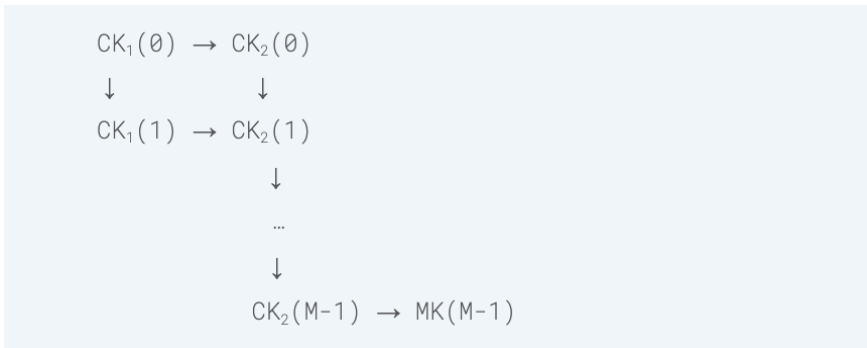 CK₁(0) → CK₂(0)
↓ ↓
CK₁(1) → CK₂(1)
↓
…
↓
CK₂(M-1) → MK(M-1)